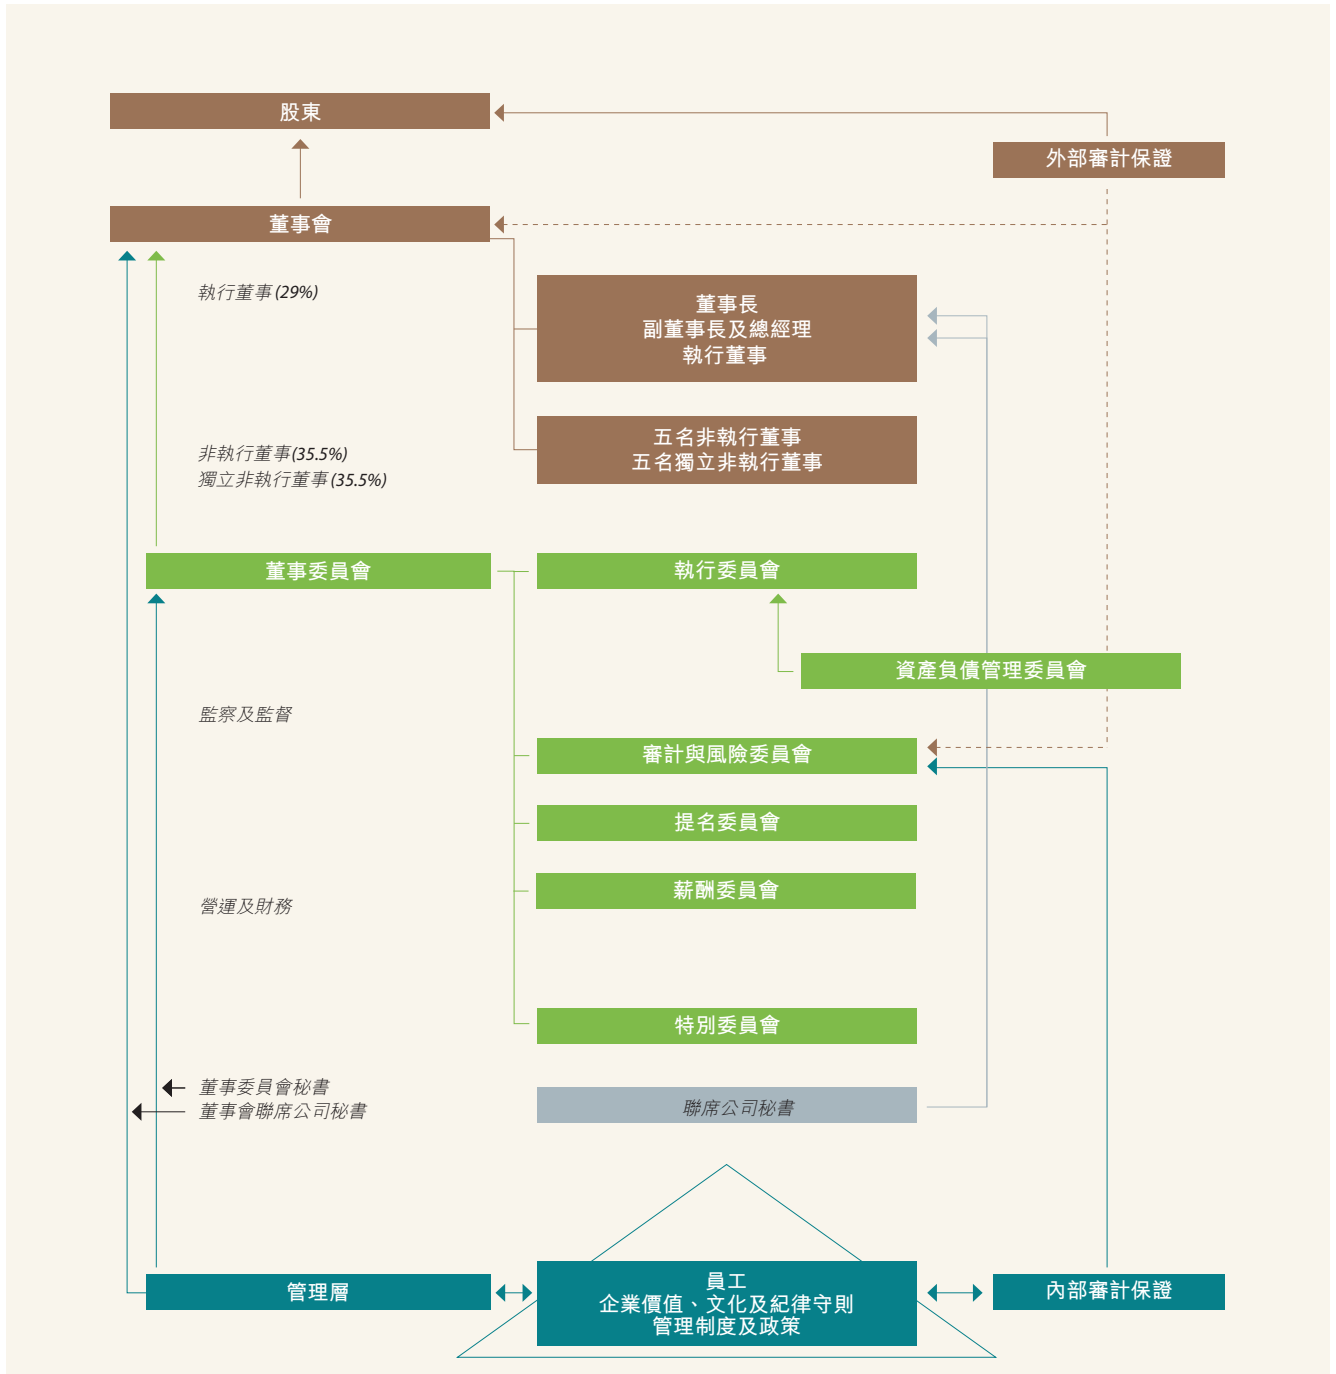 股東
外部審計保證
董事會
執行董事 (29%)
董事長
副董事長及總經理
執行董事
非執行董事 (35.5%)
獨立非執行董事 (35.5%)
五名非執行董事
五名獨立非執行董事
董事委員會
執行委員會
資產負債管理委員會
監察及監督
審計與風險委員會
提名委員會
薪酬委員會
營運及財務
特別委員會
董事委員會秘書
董事會聯席公司秘書
聯席公司秘書
管理層
員工
企業價值、文化及紀律守則
管理制度及政策
內部審計保證